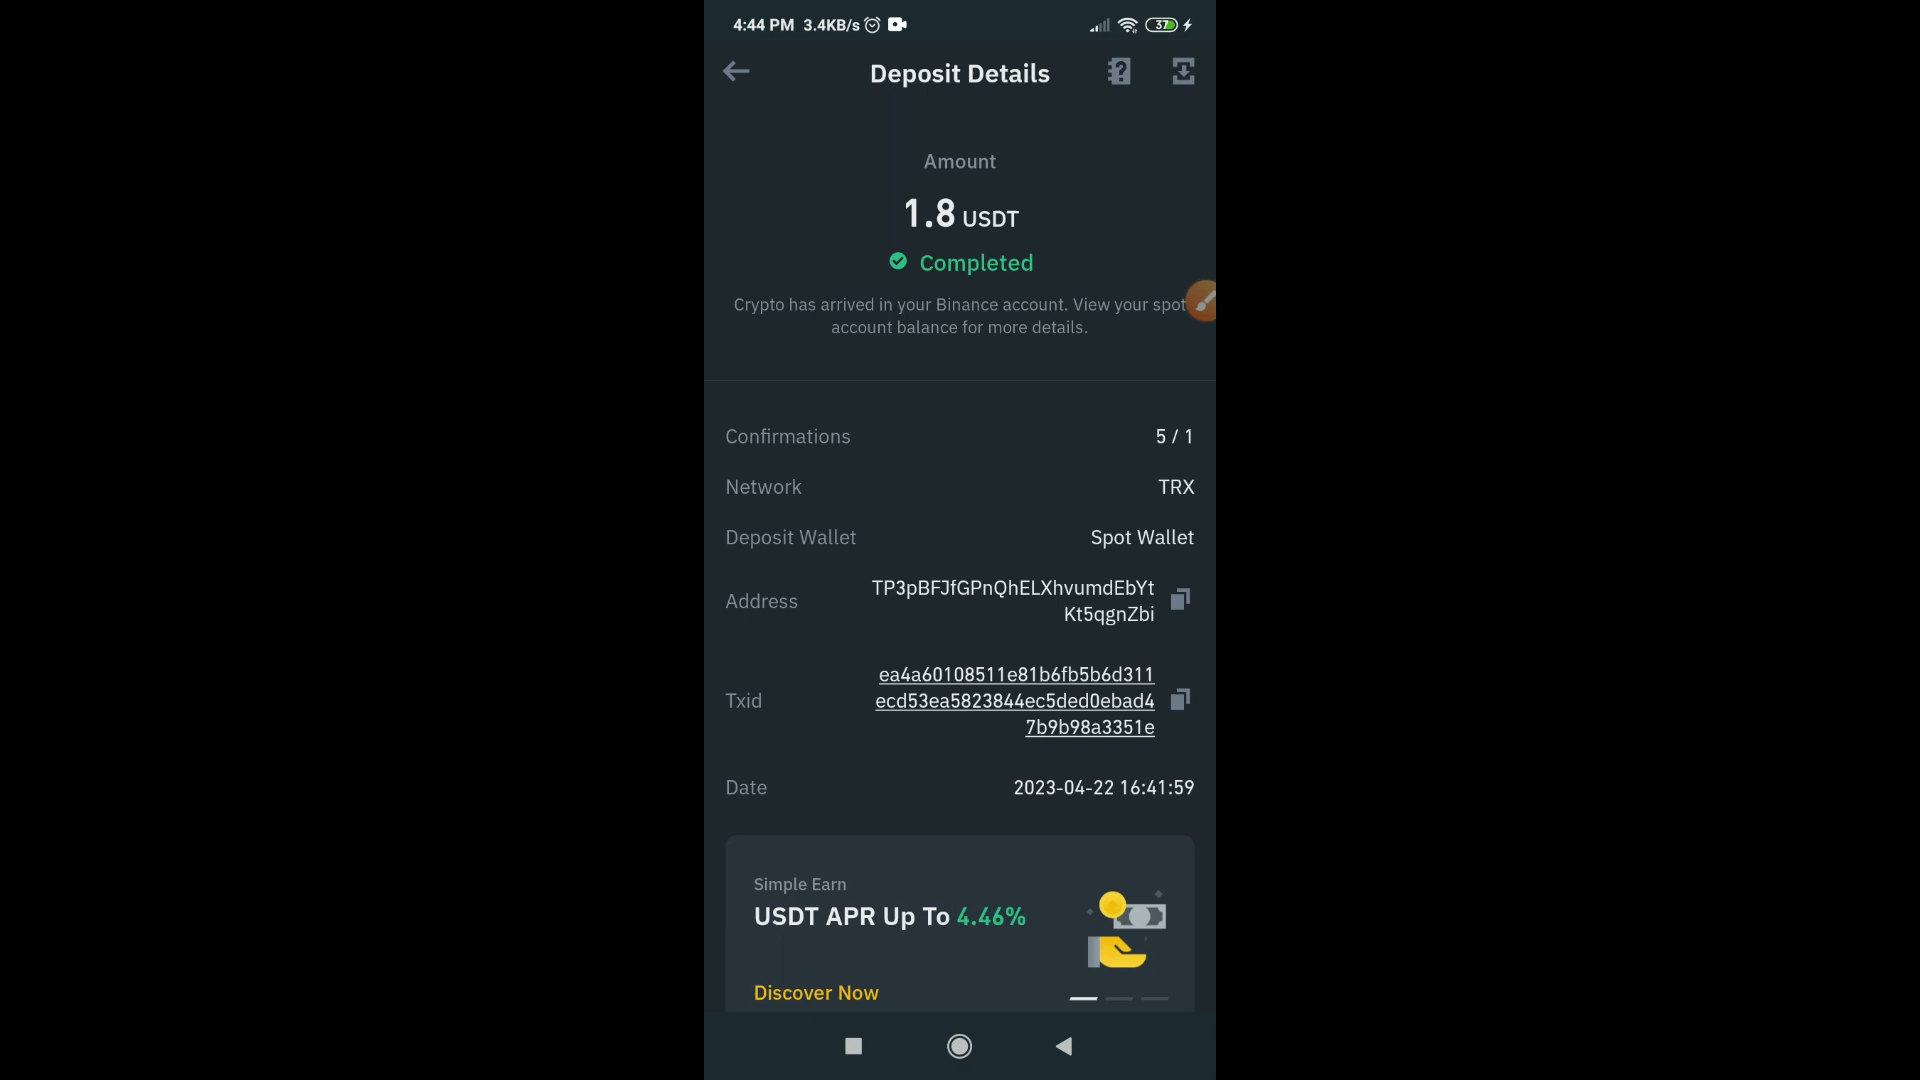 4:44 PM 3.4KB/s
37
Deposit Details
Amount
1.8 USDT
Completed
Crypto has arrived in your Binance account. View your spot
account balance for more details.
Confirmations 5 / 1
Network TRX
Deposit Wallet Spot Wallet
Address TP3pBFJfGPnQhELXhvumdEbYt
Kt5qgnZbi
Txid ea4a60108511e81b6fb5b6d311
ecd53ea5823844ec5ded0ebad4
7b9b98a3351e
Date 2023-04-22 16:41:59
Simple Earn
USDT APR Up To 4.46%
Discover Now